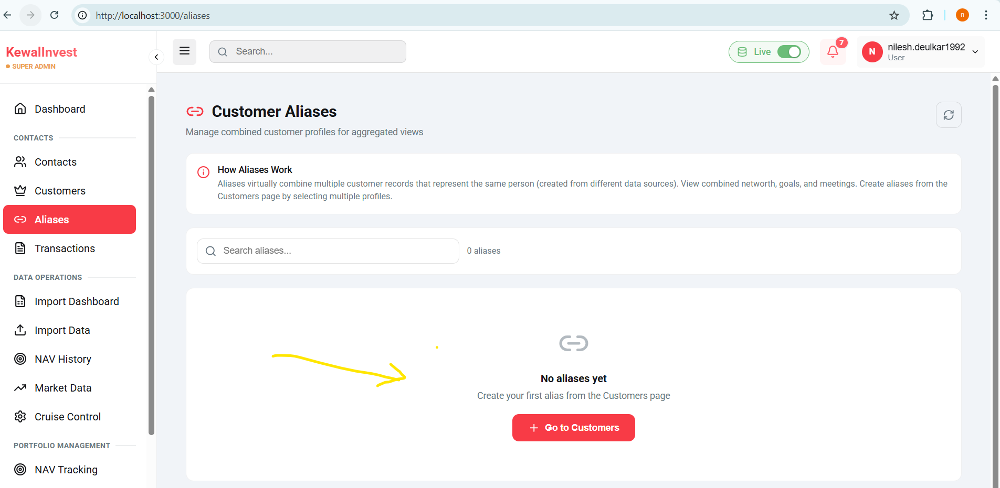 http://localhost:3000/aliases
n
KewalInvest
SUPER ADMIN
Search...
Live
7
N
nilesh.deulkar1992
User
Dashboard
CONTACTS
Contacts
Customers
Aliases
Transactions
DATA OPERATIONS
Import Dashboard
Import Data
NAV History
Market Data
Cruise Control
PORTFOLIO MANAGEMENT
NAV Tracking
Customer Aliases
Manage combined customer profiles for aggregated views
How Aliases Work
Aliases virtually combine multiple customer records that represent the same person (created from different data sources). View combined networth, goals, and meetings. Create aliases from the
Customers page by selecting multiple profiles.
Search aliases...
0 aliases
No aliases yet
Create your first alias from the Customers page
Go to Customers